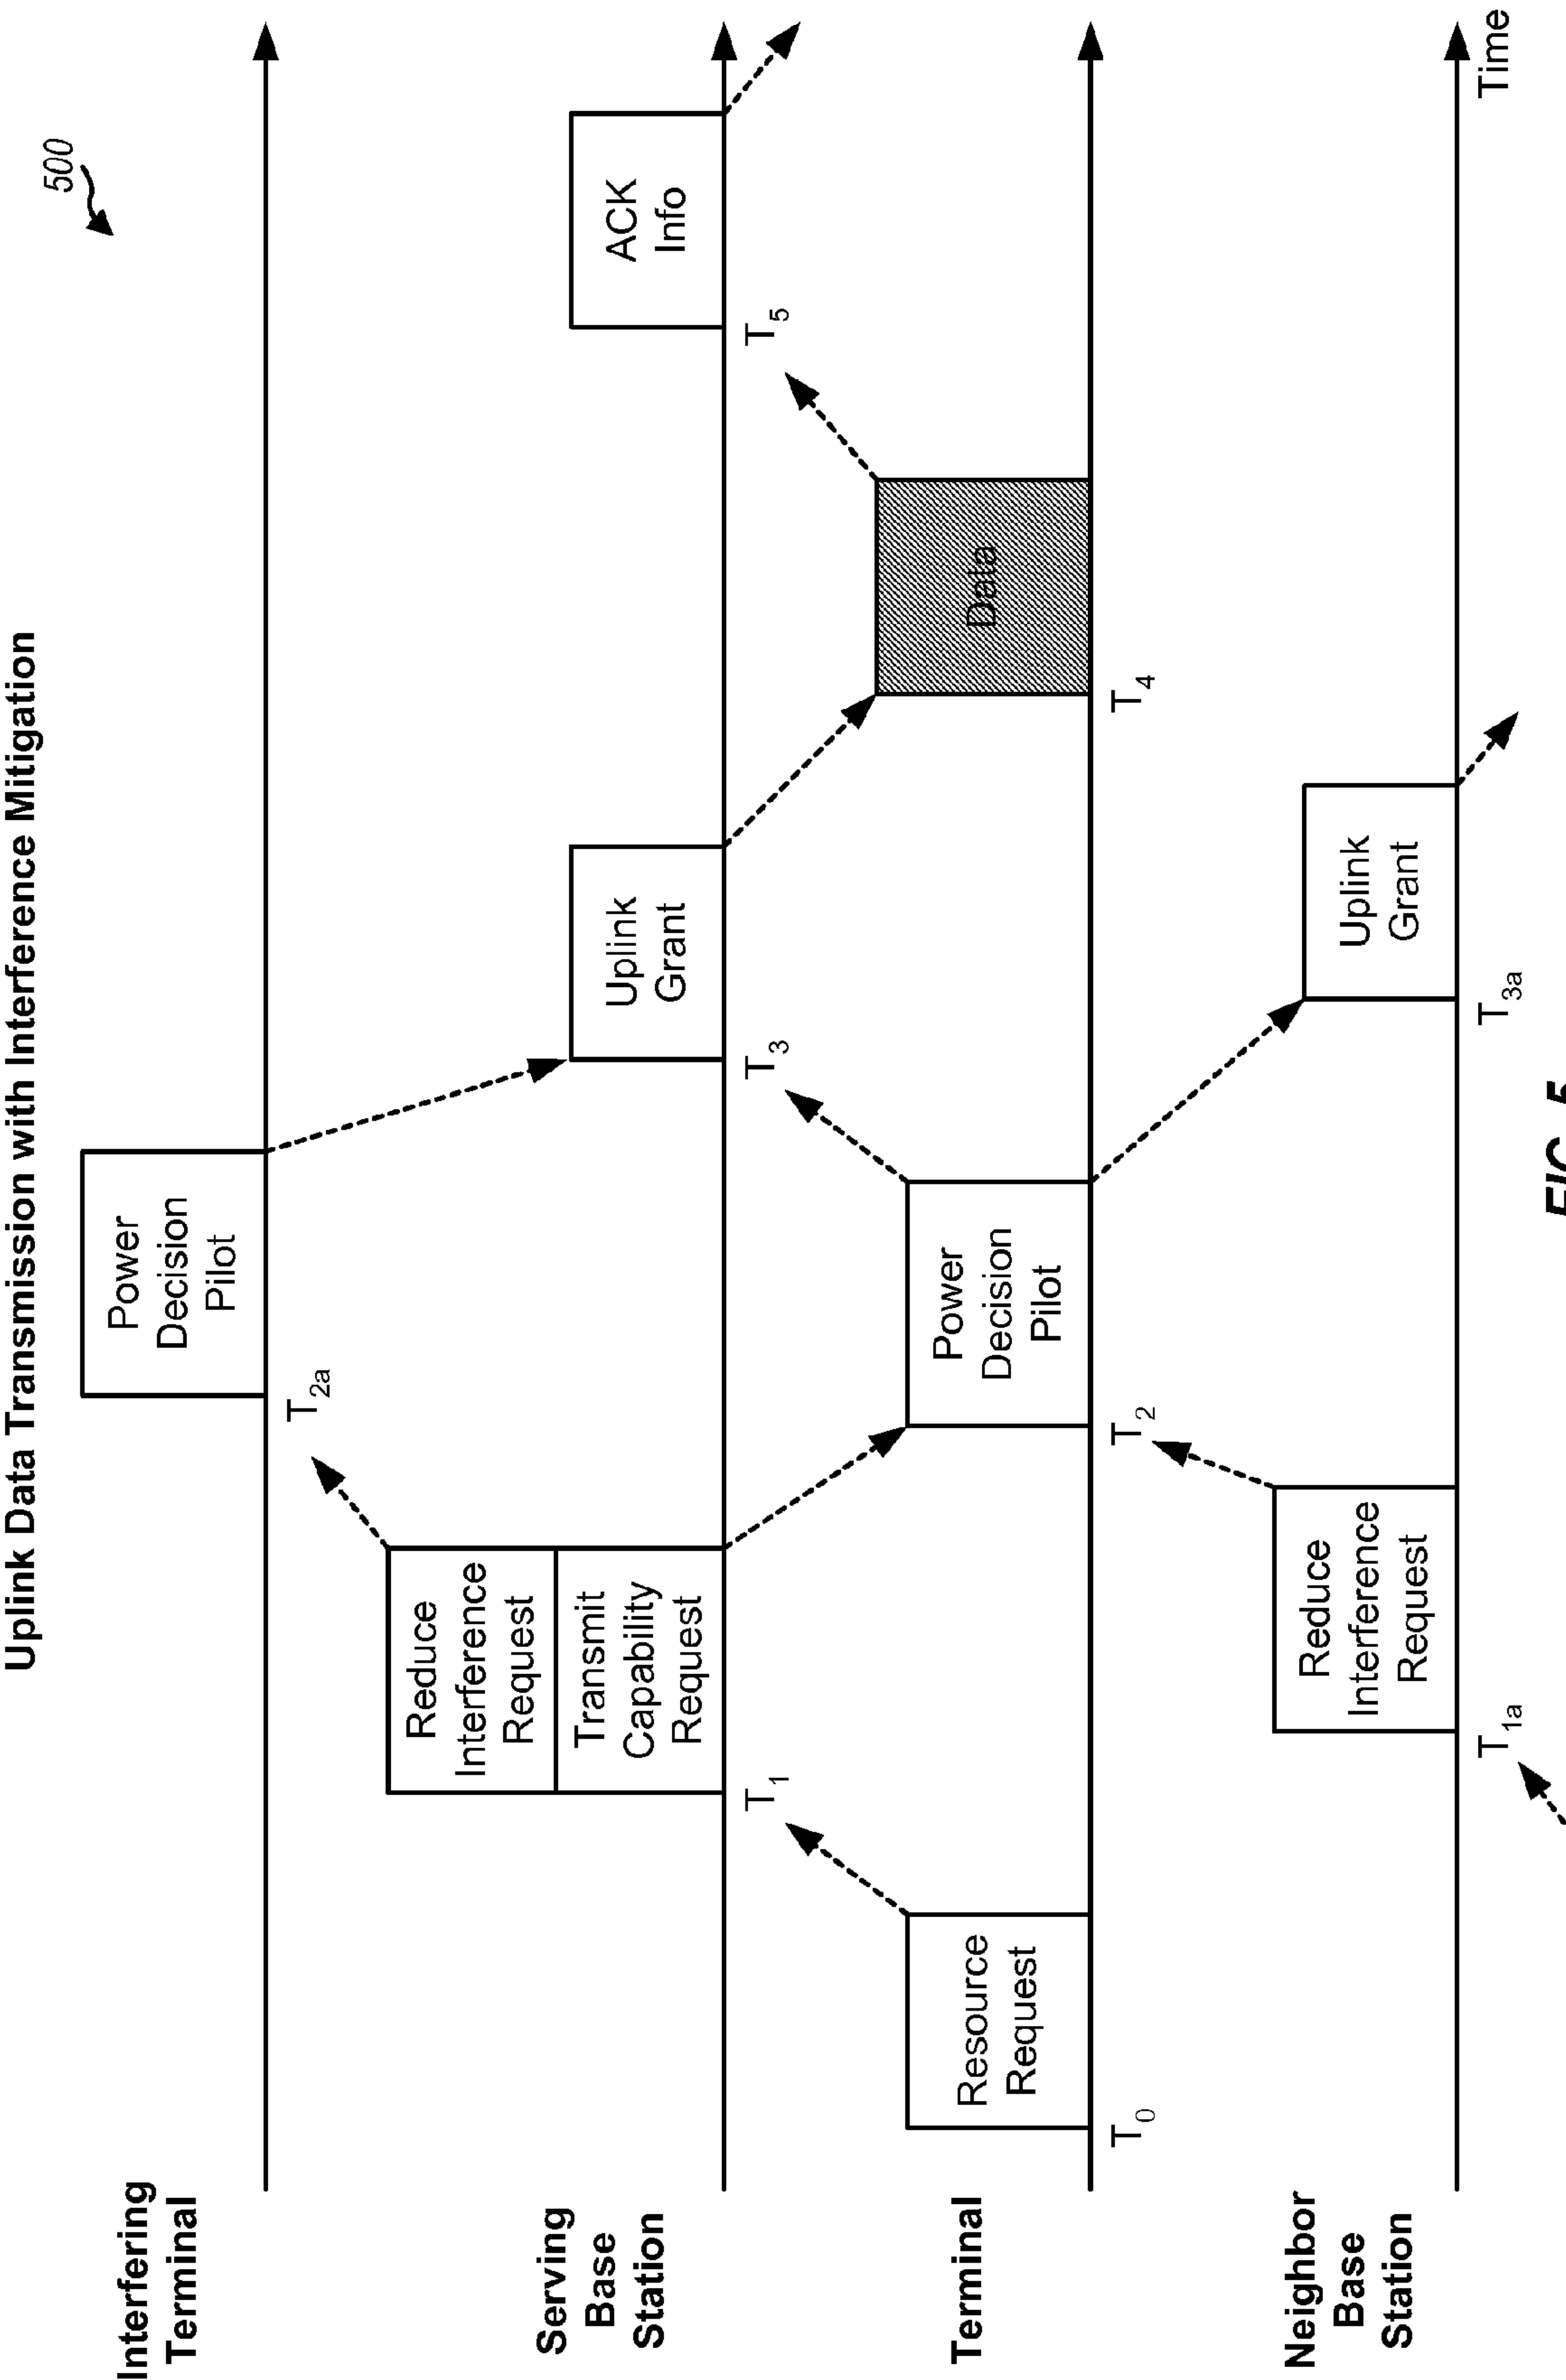 Uplink Data Transmission with Interference Mitigation
500
Interfering
Terminal
Power
Decision
Pilot
T2a
Serving
Base
Station
Reduce
Interference
Request
Transmit
Capability
Request
Uplink
Grant
ACK
Info
T1
T3
T5
Terminal
Resource
Request
Power
Decision
Pilot
Data
T0
T2
T4
Neighbor
Base
Station
Reduce
Interference
Request
Uplink
Grant
T1a
T3a
Time
FIG. 5